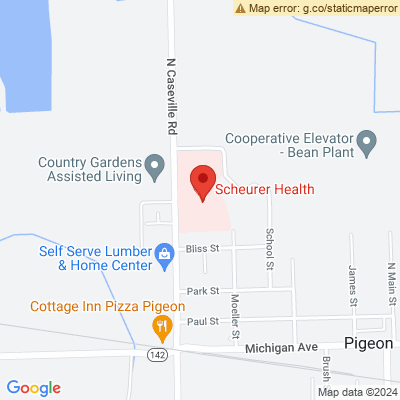 Map error: g.co/staticmaperror
N Caseville Rd
Cooperative Elevator
- Bean Plant
Country Gardens
Assisted Living
Scheurer Health
School St
Self Serve Lumber
& Home Center
Bliss St
N Main St
James St
Park St
Moeller St
Cottage Inn Pizza Pigeon
Paul St
Michigan Ave
Pigeon
142
Brush
Google
Map data ©2024